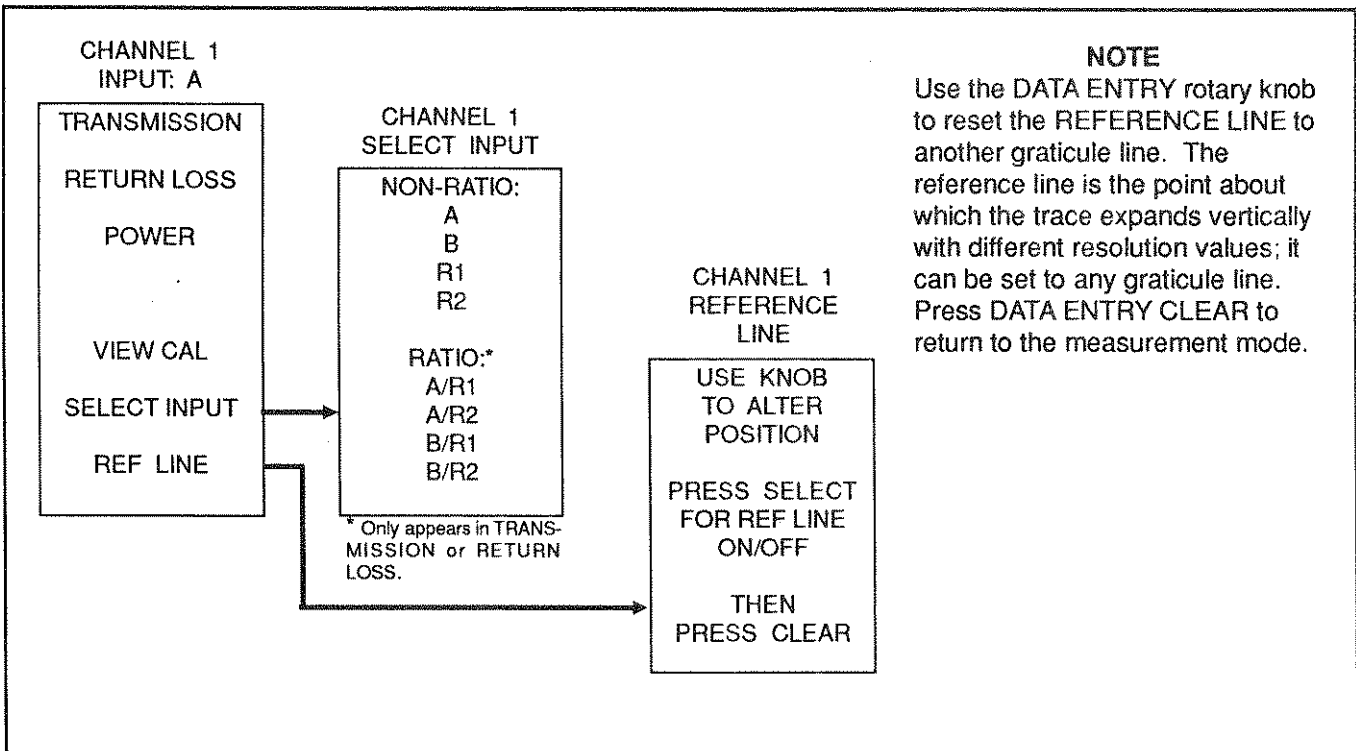 CHANNEL 1
INPUT: A
TRANSMISSION
RETURN LOSS
POWER
VIEW CAL
SELECT INPUT
REF LINE
CHANNEL 1
SELECT INPUT
NON-RATIO:
A
B
R1
R2
RATIO:*
A/R1
A/R2
B/R1
B/R2
* Only appears in TRANS-
MISSION or RETURN
LOSS.
CHANNEL 1
REFERENCE
LINE
USE KNOB
TO ALTER
POSITION
PRESS SELECT
FOR REF LINE
ON/OFF
THEN
PRESS CLEAR
NOTE
Use the DATA ENTRY rotary knob
to reset the REFERENCE LINE to
another graticule line. The
reference line is the point about
which the trace expands vertically
with different resolution values; it
can be set to any graticule line.
Press DATA ENTRY CLEAR to
return to the measurement mode.